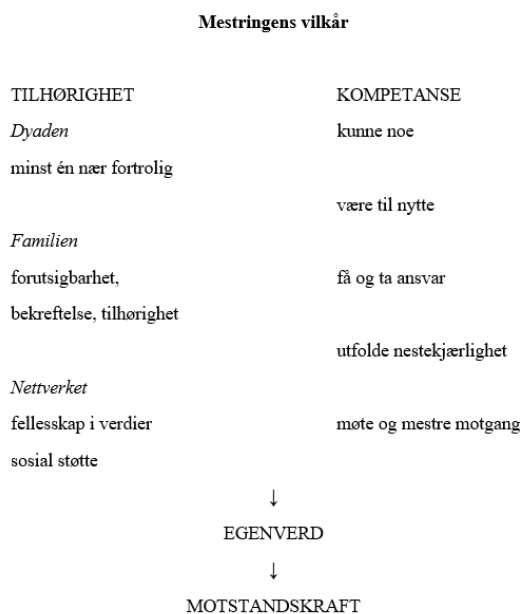 Mestringens vilkår
TILHØRIGHET KOMPETANSE
Dyaden kunne noe
minst én nær fortrolig
være til nytte
Familien
forutsigbarhet, få og ta ansvar
bekreftelse, tilhørighet
utfolde nestekjærlighet
Nettverket
fellesskap i verdier møte og mestre motgang
sosial støtte
↓
EGENVERD
↓
MOTSTANDSKRAFT